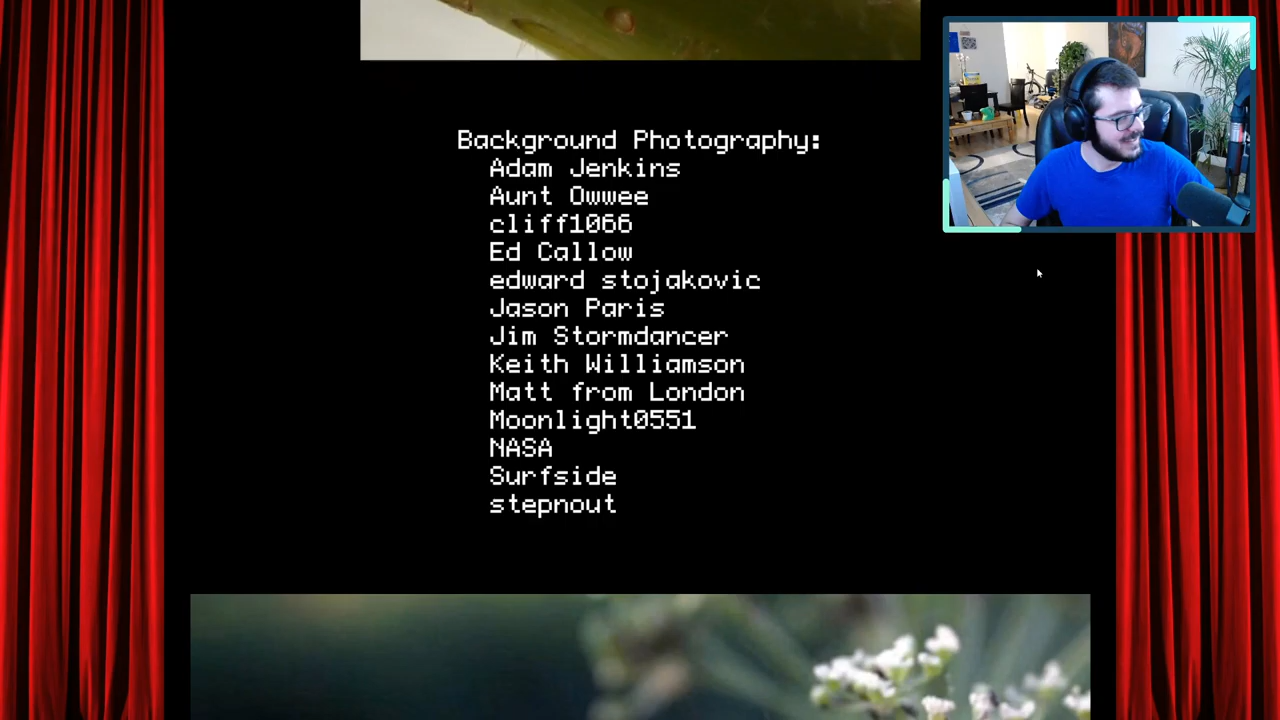 Background Photography:
Adam Jenkins
Aunt Owwee
cliff1066
Ed Callow
edward stojakovic
Jason Paris
Jim Stormdancer
Keith Williamson
Matt from London
Moonlight0551
NASA
Surfside
stepnout